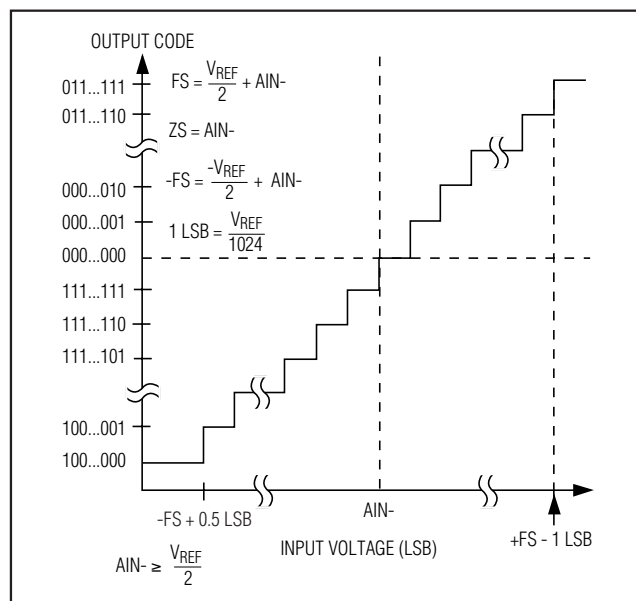 OUTPUT CODE
011...111
FS = V_REF/2 + AIN-
011...110
ZS = AIN-
000...010
-FS = -V_REF/2 + AIN-
000...001
1 LSB = V_REF/1024
000...000
111...111
111...110
111...101
100...001
100...000
-FS + 0.5 LSB
AIN-
+FS - 1 LSB
INPUT VOLTAGE (LSB)
AIN- ≥ V_REF/2